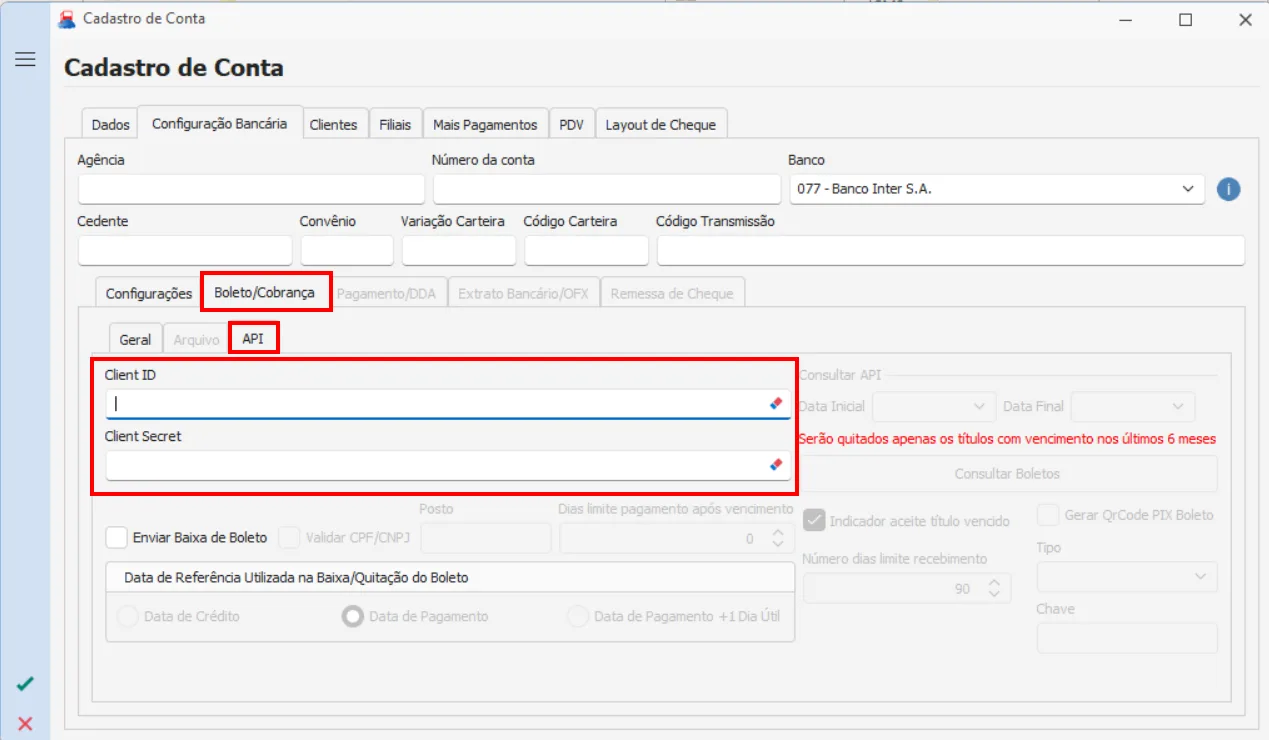 Cadastro de Conta
Cadastro de Conta
Dados Configuração Bancária Clientes Filiais Mais Pagamentos PDV Layout de Cheque
Agência Número da conta Banco
077 - Banco Inter S.A. i
Cedente Convênio Variação Carteira Código Carteira Código Transmissão
Configurações Boleto/Cobrança Pagamento/DDA Extrato Bancário/OFX Remessa de Cheque
Geral Arquivo API
Client ID Consultar API
Data Inicial Data Final
Client Secret Serão quitados apenas os títulos com vencimento nos últimos 6 meses
Consultar Boletos
Posto Dias limite pagamento após vencimento
Enviar Baixa de Boleto Validar CPF/CNPJ 0 Indicador aceite título vencido Gerar QrCode PIX Boleto
Número dias limite recebimento Tipo
Data de Referência Utilizada na Baixa/Quitação do Boleto 90
Data de Crédito Data de Pagamento Data de Pagamento +1 Dia Útil Chave